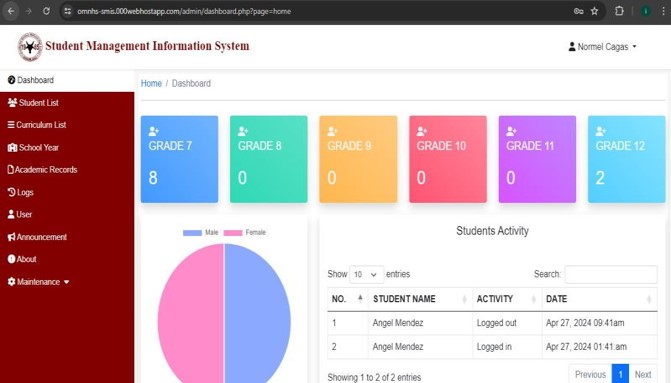 omnhs-smis.000webhostapp.com/admin/dashboard.php?page=home
Student Management Information System
Normel Cagas
Dashboard
Student List
Curriculum List
School Year
Academic Records
Logs
User
Announcement
About
Maintenance
Home / Dashboard
GRADE 7
8
GRADE 8
0
GRADE 9
0
GRADE 10
0
GRADE 11
0
GRADE 12
2
Male Female
Students Activity
Show 10 entries Search:
NO. STUDENT NAME ACTIVITY DATE
1 Angel Mendez Logged out Apr 27, 2024 09:41am
2 Angel Mendez Logged in Apr 27, 2024 01:41:am
Showing 1 to 2 of 2 entries Previous 1 Next